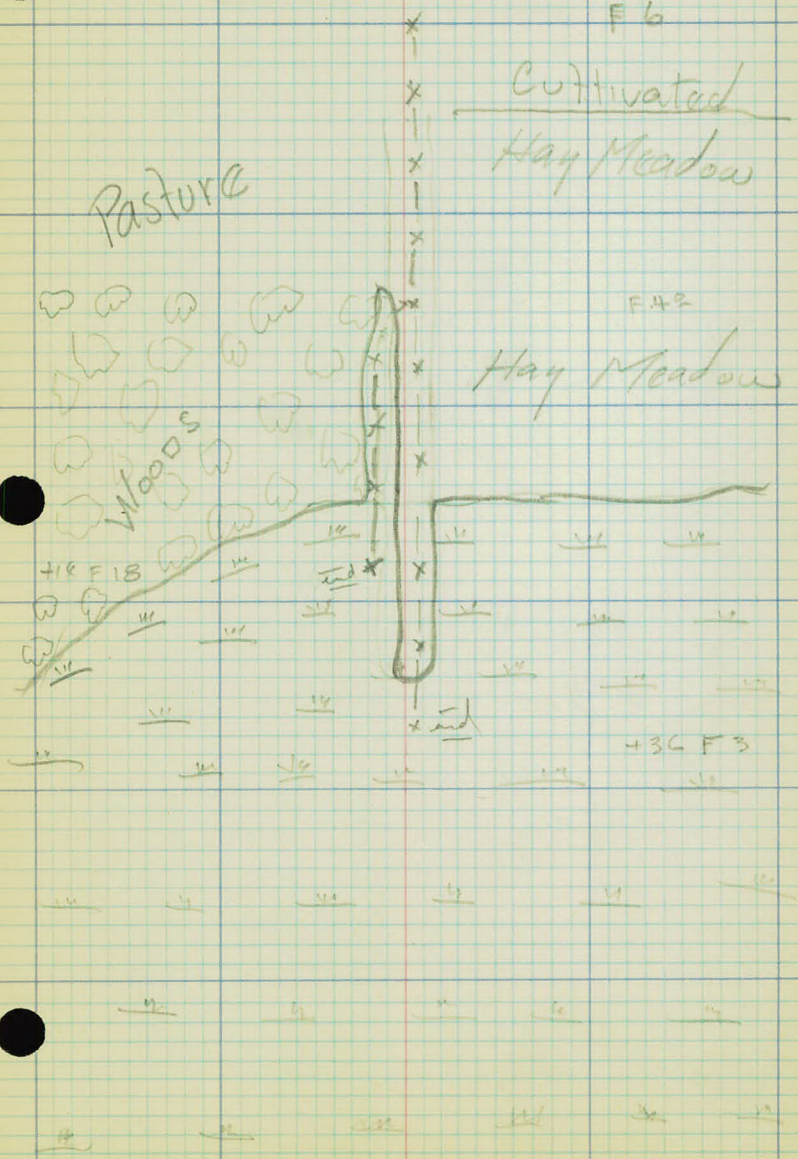 F 6
Cultivated
Hay Meadow
Pasture
F 4²
Hay Meadow
Woods
+18 F 18
end
end
+36 F 3